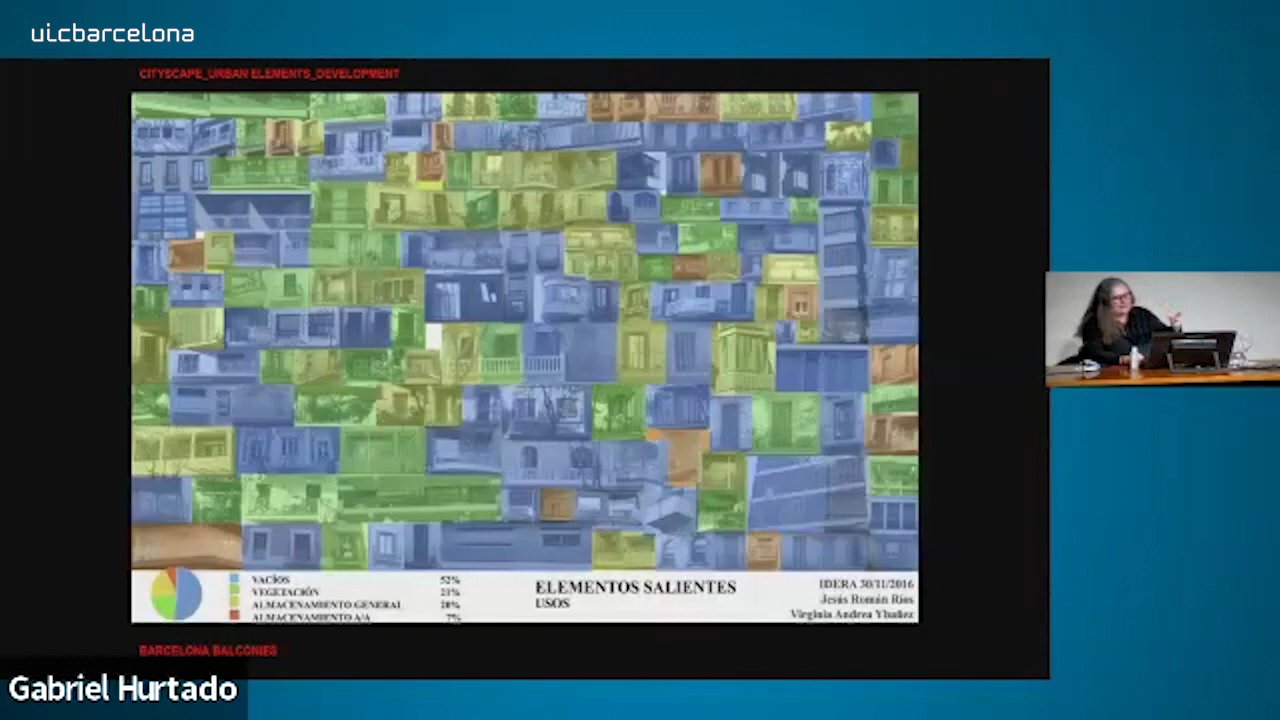 uicbarcelona
CITYSCAPE_URBAN ELEMENTS_DEVELOPMENT
VACÍOS 52%
VEGETACIÓN 21%
ALMACENAMIENTO GENERAL 20%
ALMACENAMIENTO A/A 7%
ELEMENTOS SALIENTES
USOS
IDERA 30/11/2016
Jesús Román Ríos
Virginia Andrea Ybañez
BARCELONA BALCONIES
Gabriel Hurtado